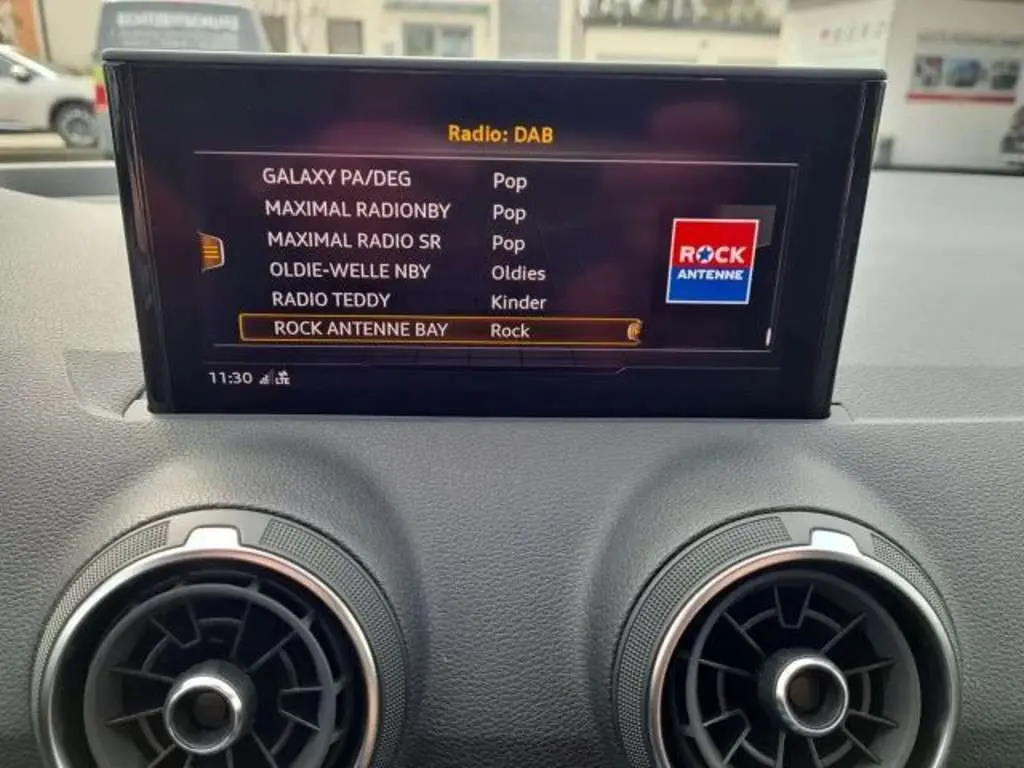 Radio: DAB
GALAXY PA/DEG Pop
MAXIMAL RADIONBY Pop
MAXIMAL RADIO SR Pop
OLDIE-WELLE NBY Oldies
RADIO TEDDY Kinder
ROCK ANTENNE BAY Rock
ROCK
ANTENNE
11:30 LTE